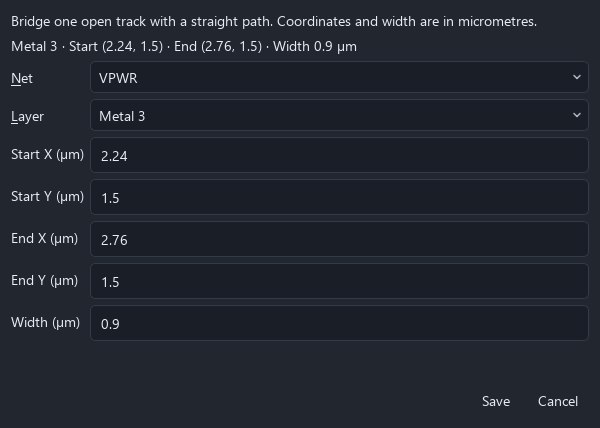 Bridge one open track with a straight path. Coordinates and width are in micrometres.
Metal 3 · Start (2.24, 1.5) · End (2.76, 1.5) · Width 0.9 µm
Net VPWR
Layer Metal 3
Start X (µm) 2.24
Start Y (µm) 1.5
End X (µm) 2.76
End Y (µm) 1.5
Width (µm) 0.9
Save Cancel